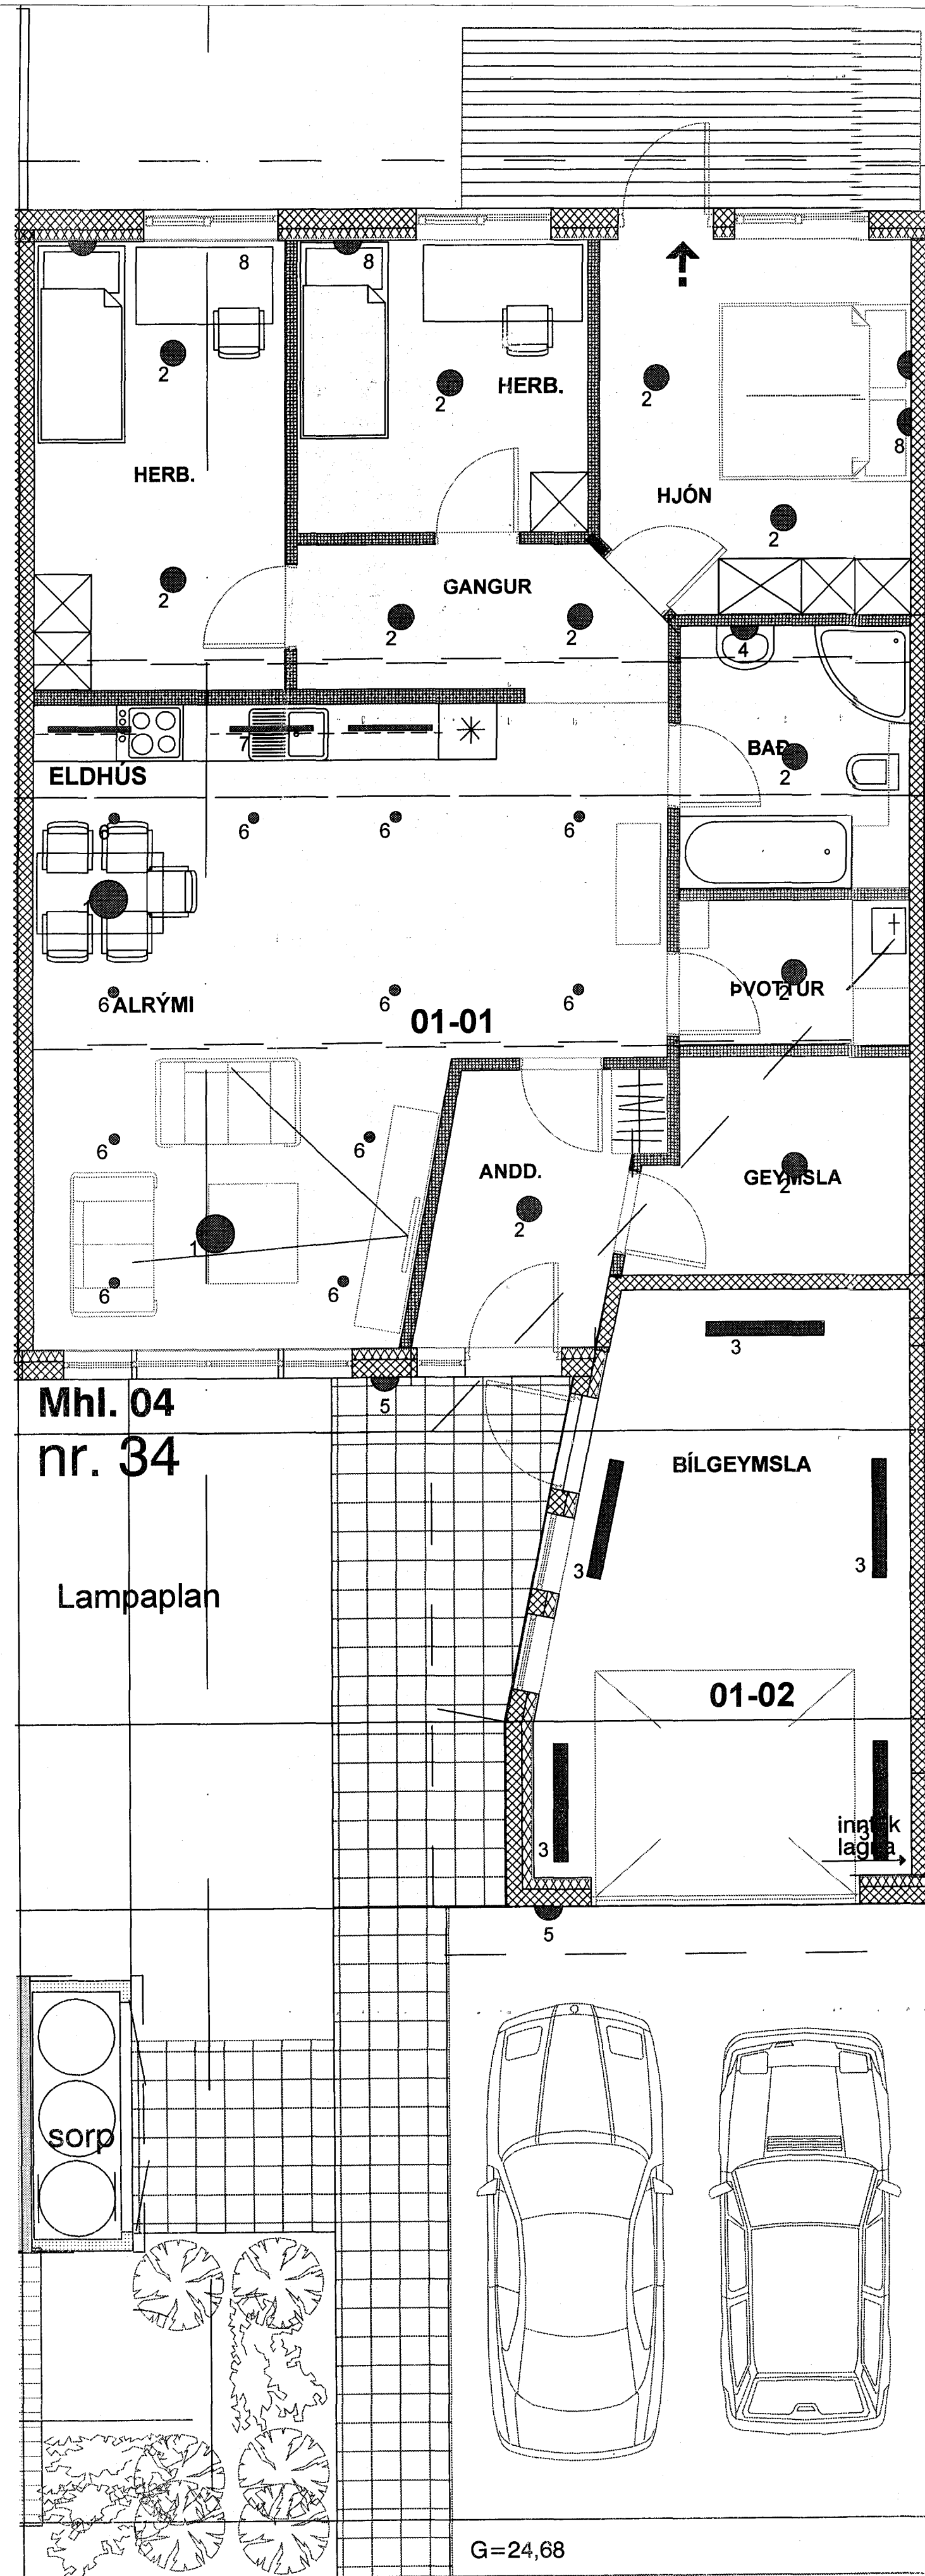 8
8
2
2
HERB.
2
8
HERB.
HJÓN
2
2
GANGUR
2
2
4
7
BAÐ
2
ELDHÚS
6
6
6
6
1
ÞVOTTUR
2
6
ALRÝMI
6
6
01-01
6
6
ANDD.
GEYMSLA
2
2
1
6
6
3
Mhl. 04
5
nr. 34
BÍLGEYMSLA
3
3
Lampaplan
01-02
inntak
3
3
lagna
5
sorp
G=24,68